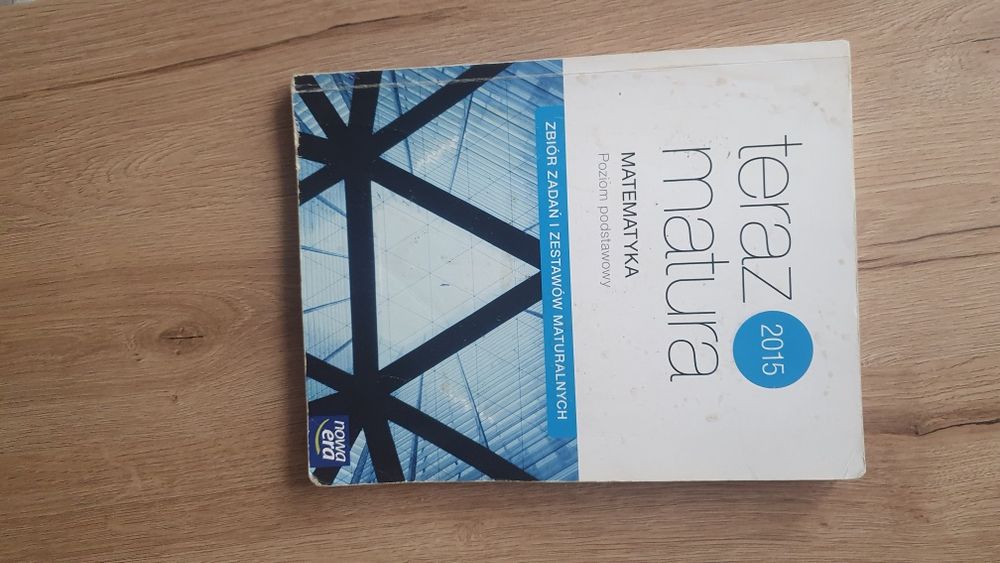 teraz
matura
2015
MATEMATYKA
Poziom podstawowy
ZBIÓR ZADAŃ I ZESTAWÓW MATURALNYCH
nowa
era